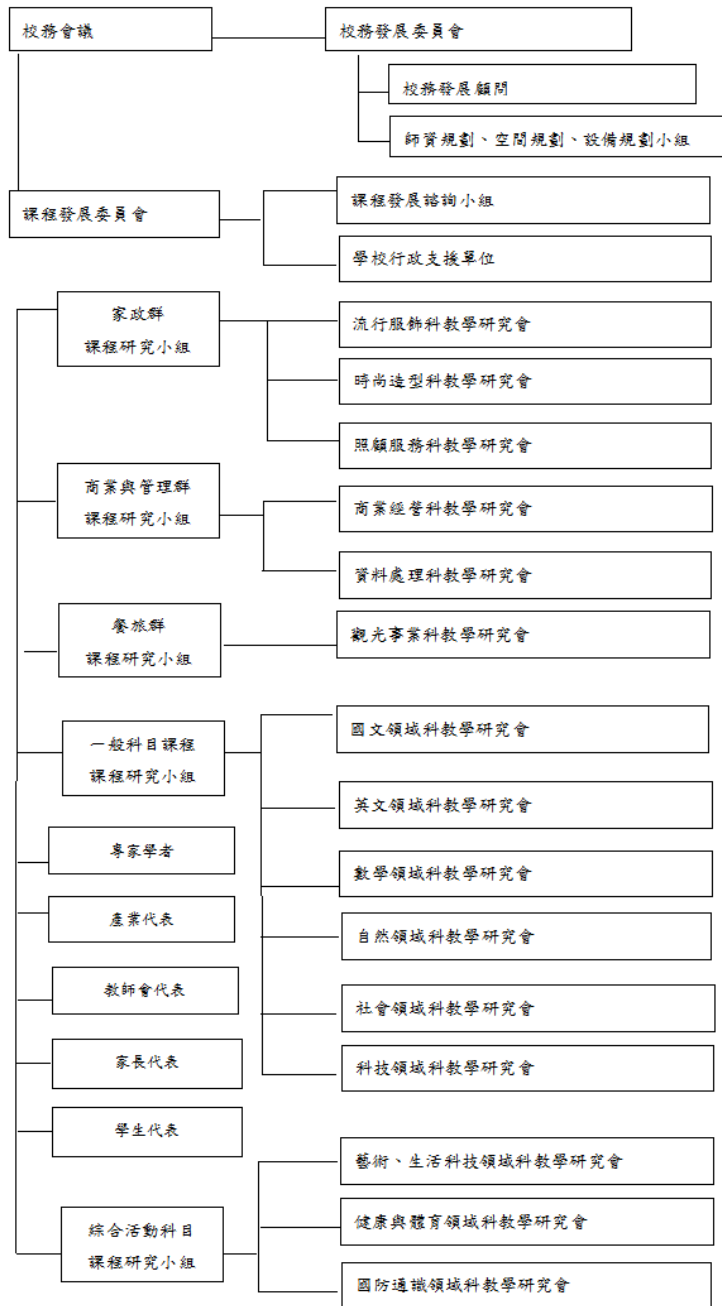 校務會議
校務發展委員會
校務發展顧問
師資規劃、空間規劃、設備規劃小組
課程發展委員會
課程發展諮詢小組
學校行政支援單位
家政群
課程研究小組
流行服飾科教學研究會
時尚造型科教學研究會
照顧服務科教學研究會
商業與管理群
課程研究小組
商業經營科教學研究會
資料處理科教學研究會
餐旅群
課程研究小組
觀光事業科教學研究會
一般科目課程
課程研究小組
國文領域科教學研究會
英文領域科教學研究會
數學領域科教學研究會
自然領域科教學研究會
社會領域科教學研究會
科技領域科教學研究會
專家學者
產業代表
教師會代表
家長代表
學生代表
綜合活動科目
課程研究小組
藝術、生活科技領域科教學研究會
健康與體育領域科教學研究會
國防通識領域科教學研究會